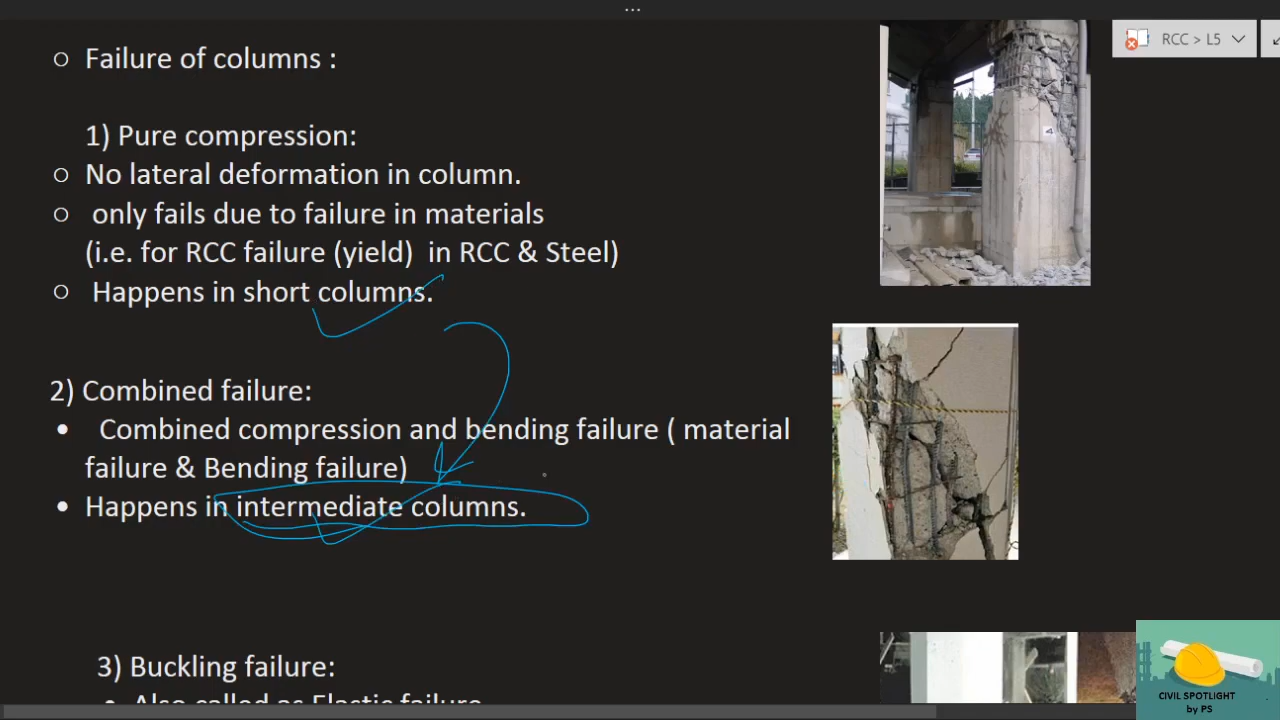 ...
RCC > L5
○ Failure of columns :
1) Pure compression:
○ No lateral deformation in column.
○ only fails due to failure in materials
(i.e. for RCC failure (yield) in RCC & Steel)
○ Happens in short columns.
2) Combined failure:
• Combined compression and bending failure ( material
failure & Bending failure)
• Happens in intermediate columns.
3) Buckling failure:
• Also called as Elastic failure
4
CIVIL SPOTLIGHT
by PS